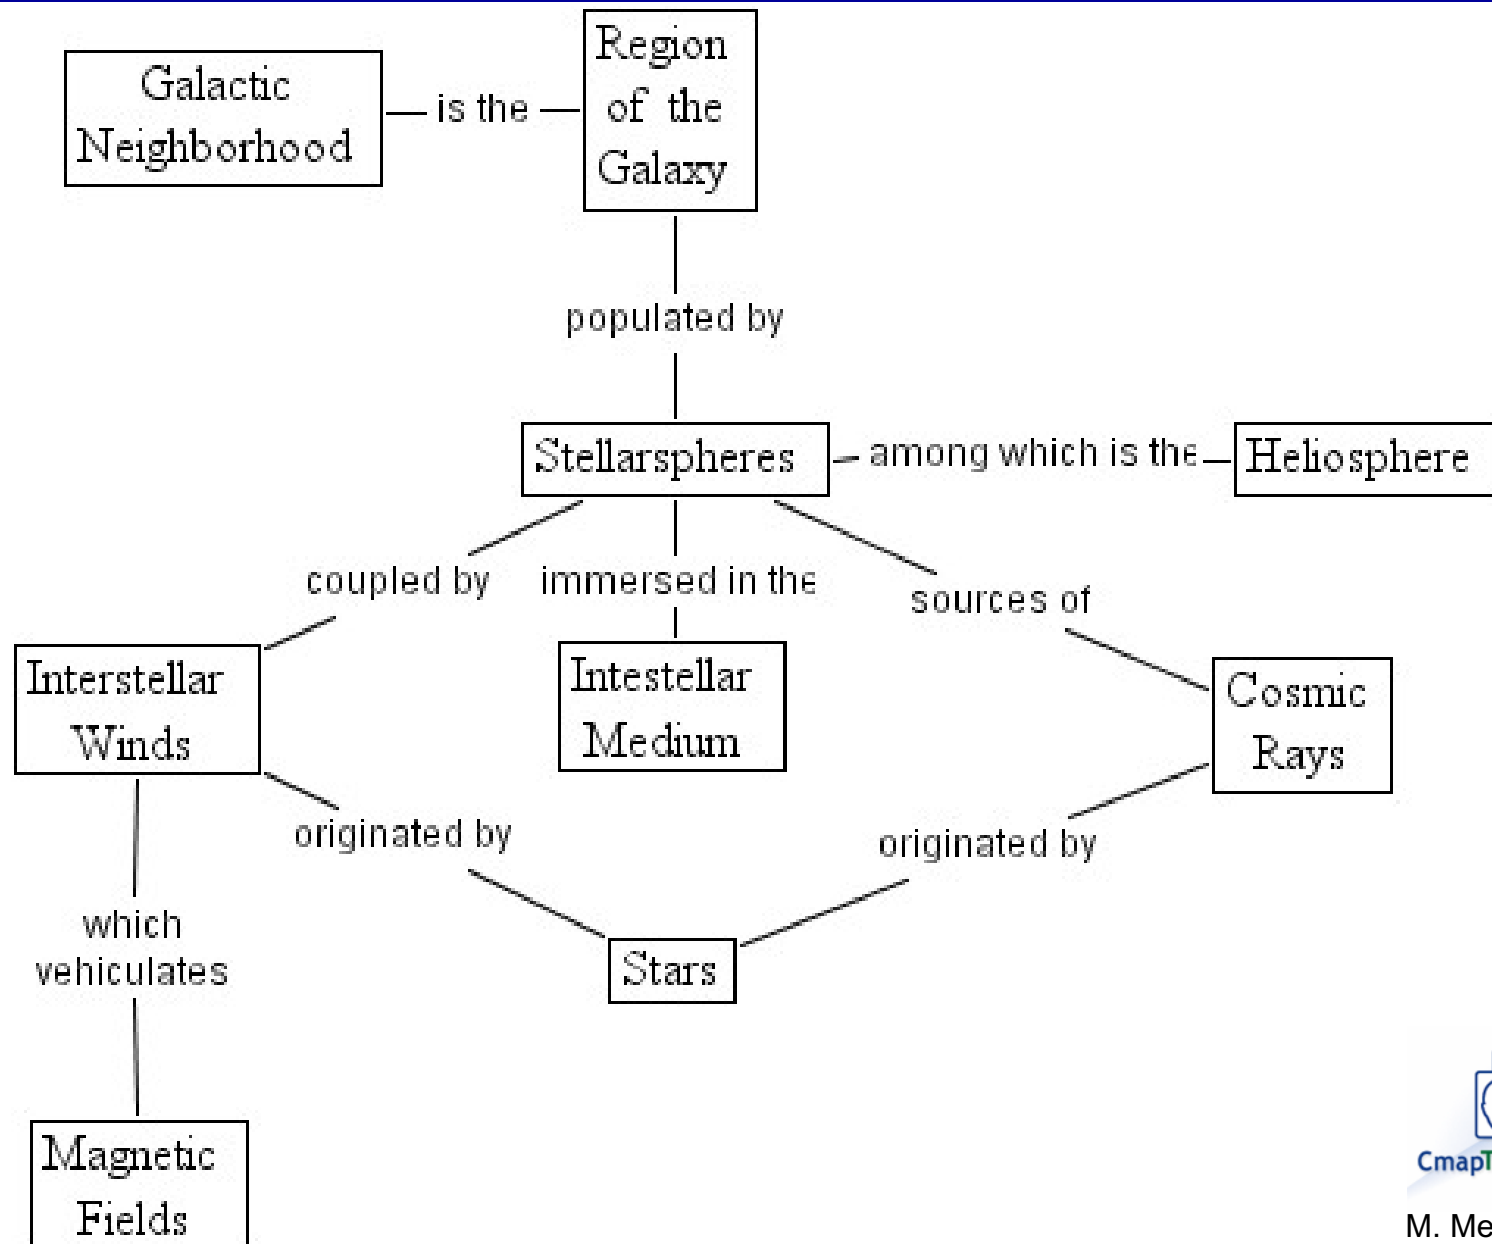 Galactic
Neighborhood
is the
Region
of the
Galaxy
populated by
Stellarspheres
among which is the
Heliosphere
coupled by
immersed in the
sources of
Interstellar
Winds
Intestellar
Medium
Cosmic
Rays
originated by
originated by
which
vehiculates
Stars
Magnetic
Fields
Cmap
M. Me